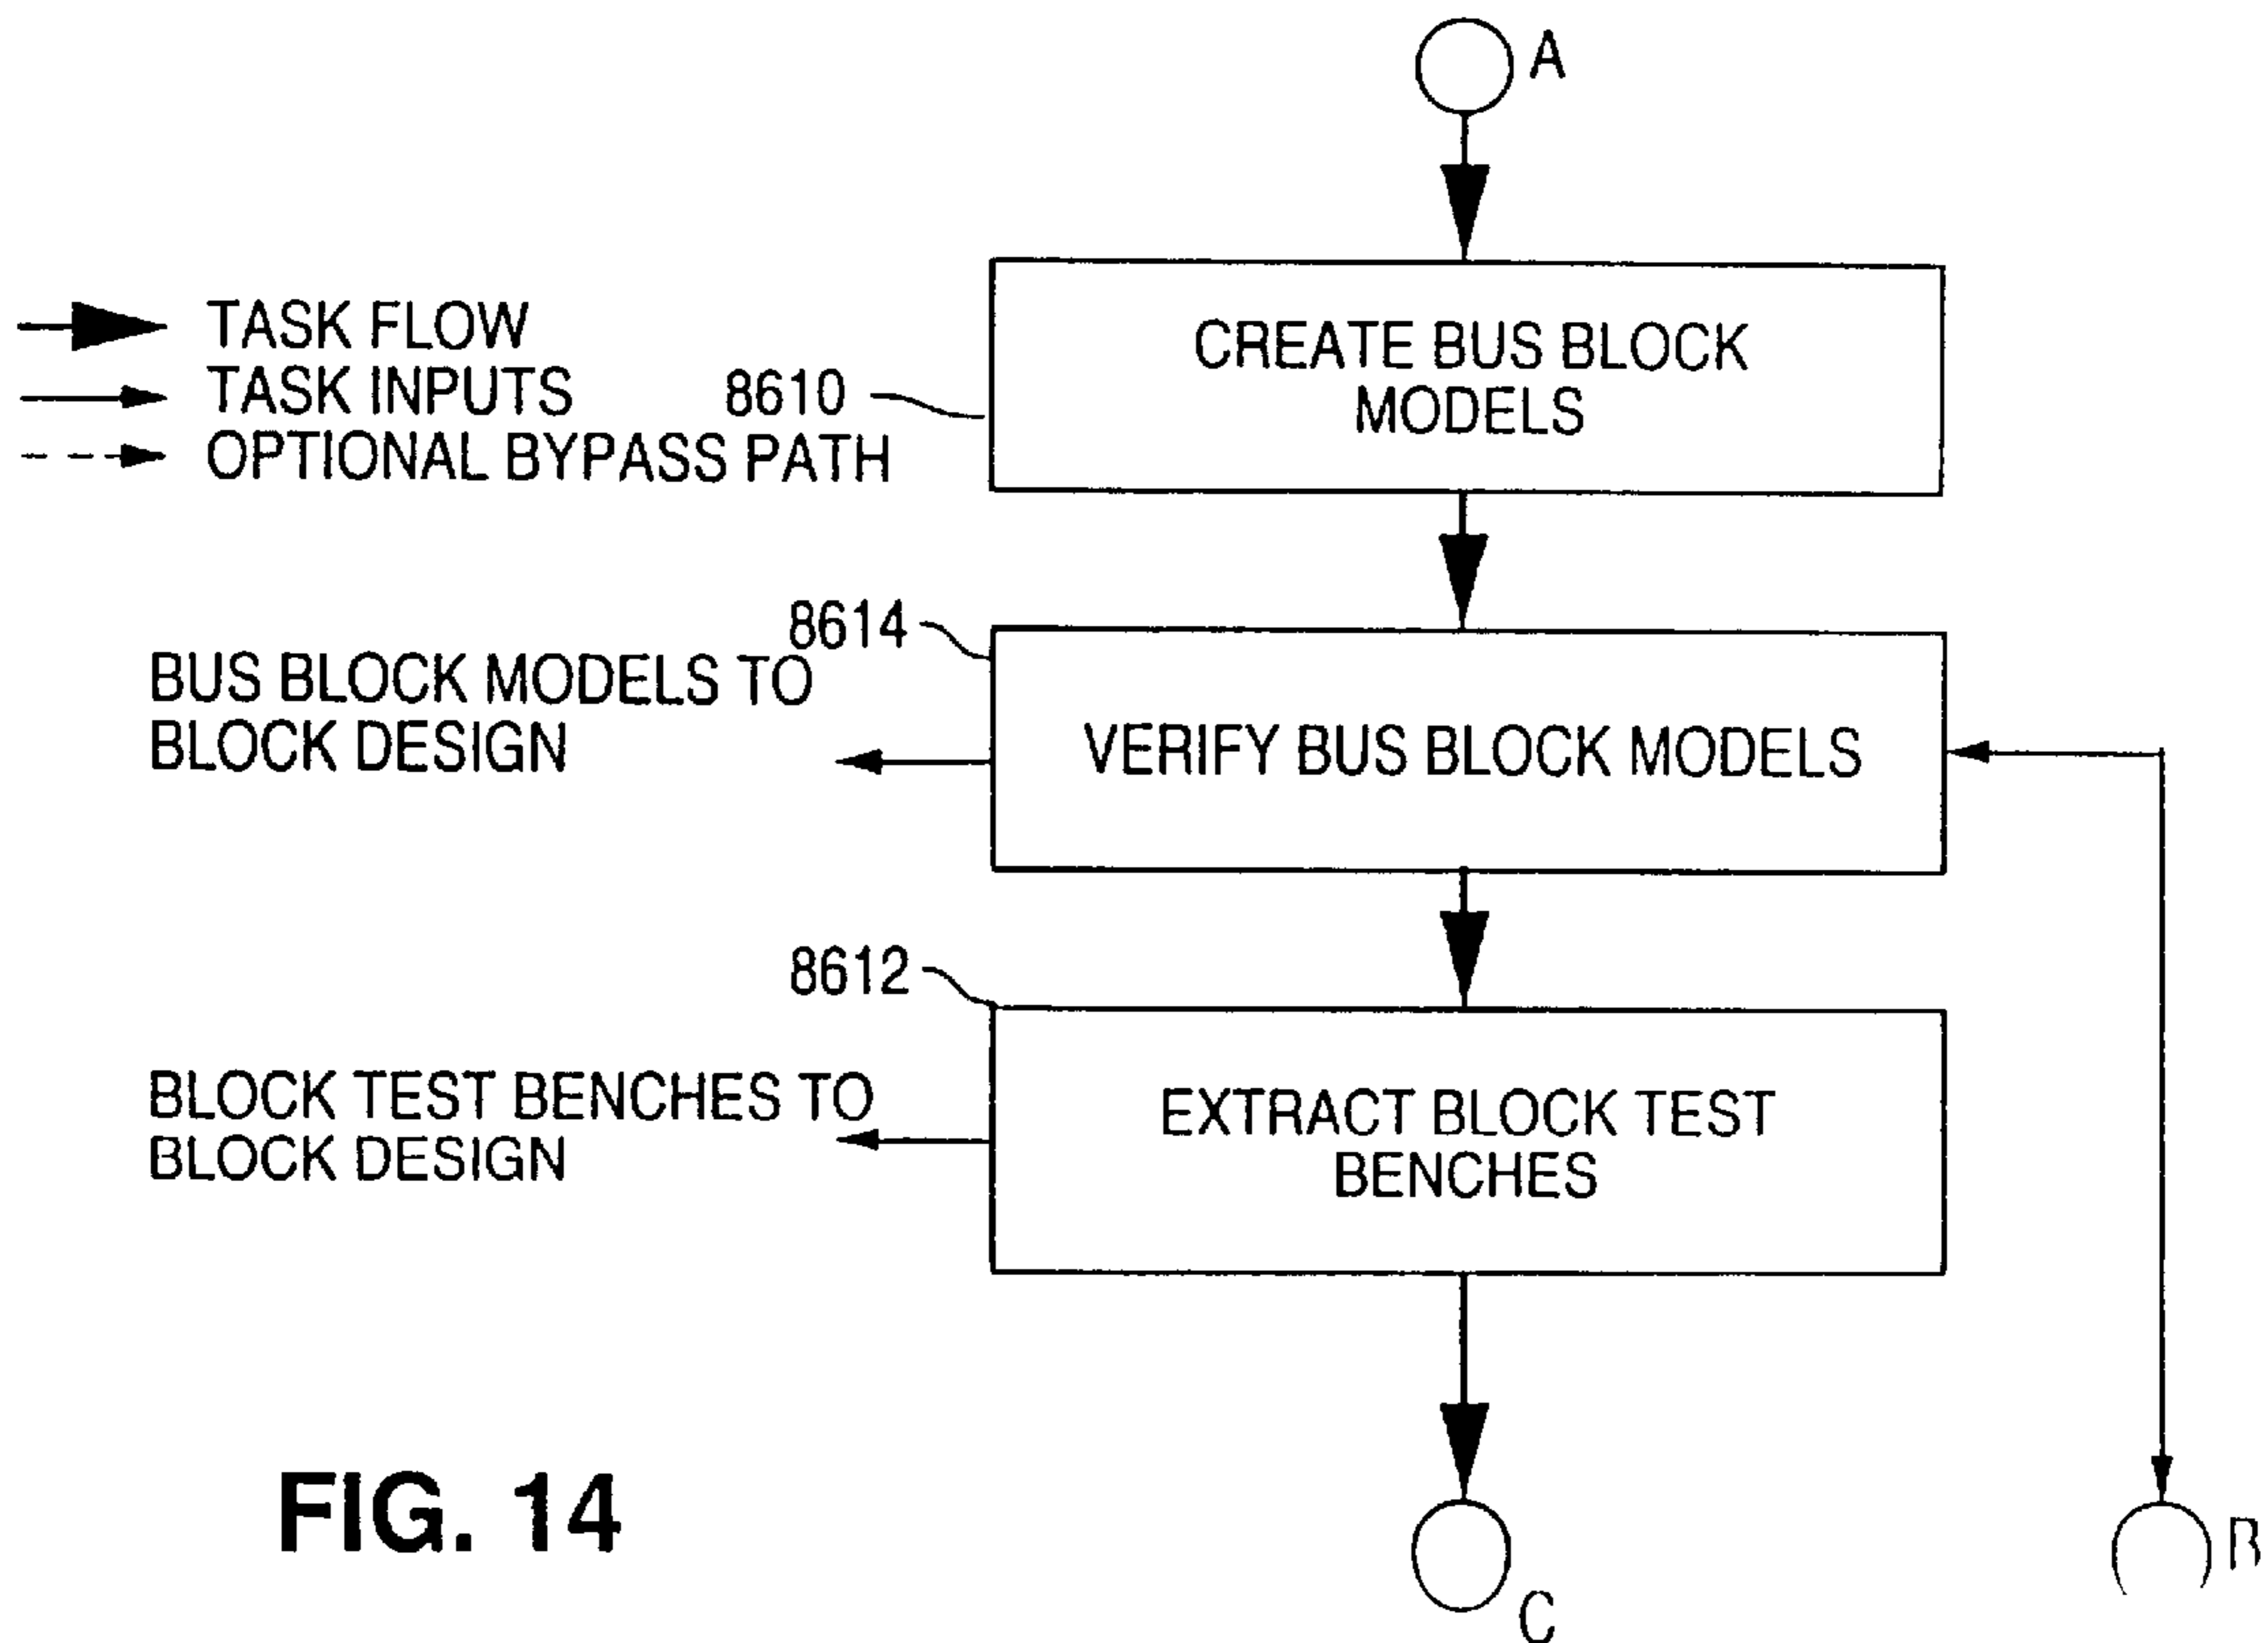 A
TASK FLOW
TASK INPUTS
OPTIONAL BYPASS PATH
8610
CREATE BUS BLOCK
MODELS
8614
BUS BLOCK MODELS TO
BLOCK DESIGN
VERIFY BUS BLOCK MODELS
8612
BLOCK TEST BENCHES TO
BLOCK DESIGN
EXTRACT BLOCK TEST
BENCHES
FIG. 14
C